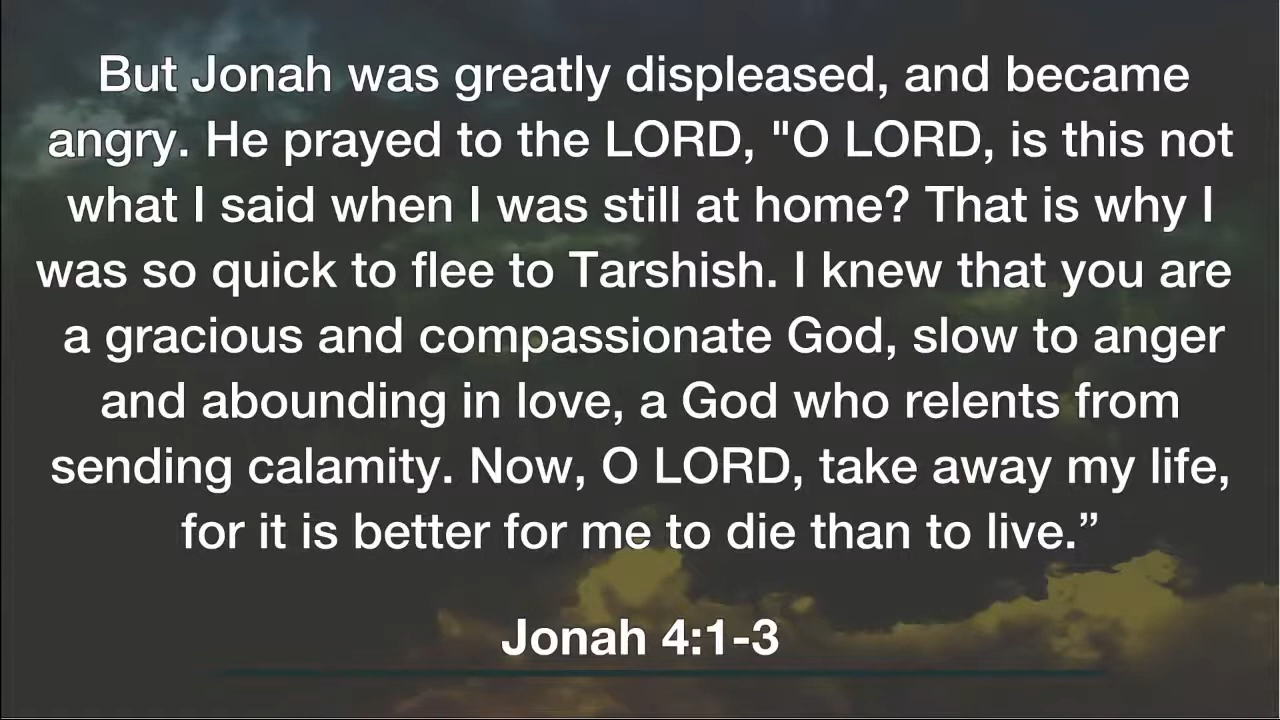 But Jonah was greatly displeased, and became
angry. He prayed to the LORD, "O LORD, is this not
what I said when I was still at home? That is why I
was so quick to flee to Tarshish. I knew that you are
a gracious and compassionate God, slow to anger
and abounding in love, a God who relents from
sending calamity. Now, O LORD, take away my life,
for it is better for me to die than to live.”
Jonah 4:1-3